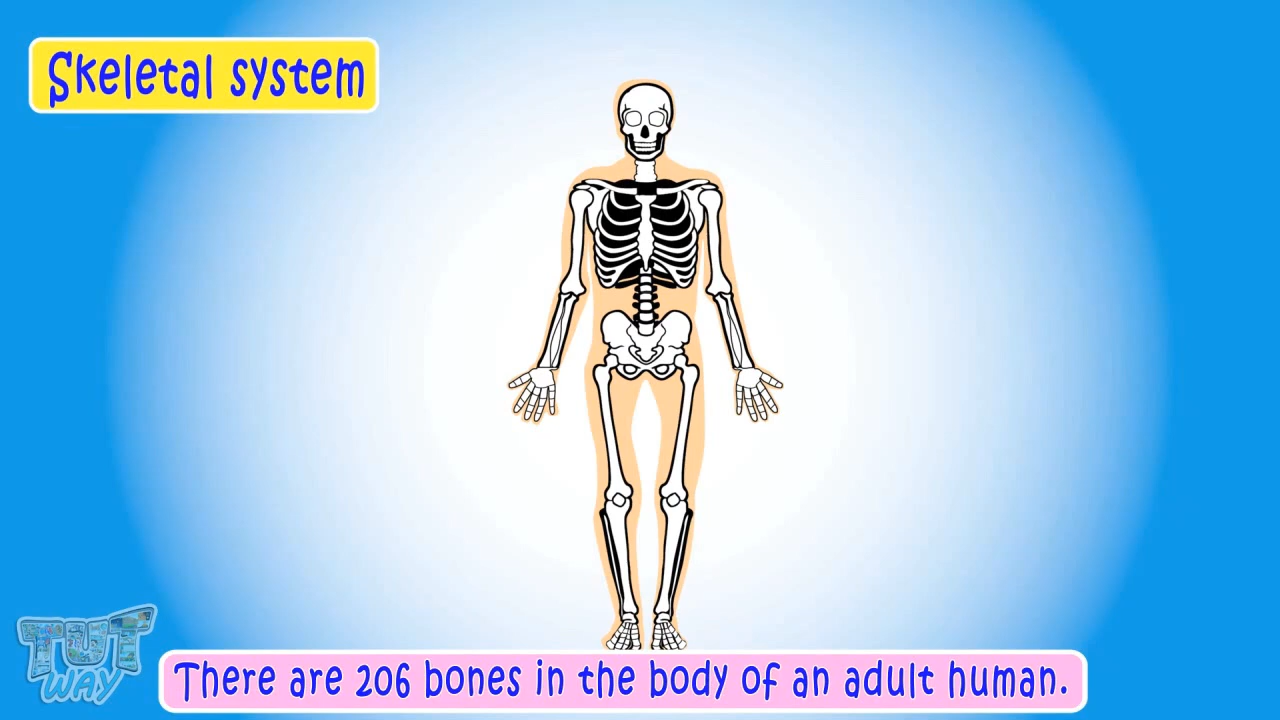 Skeletal system
TUT
WAY
There are 206 bones in the body of an adult human.